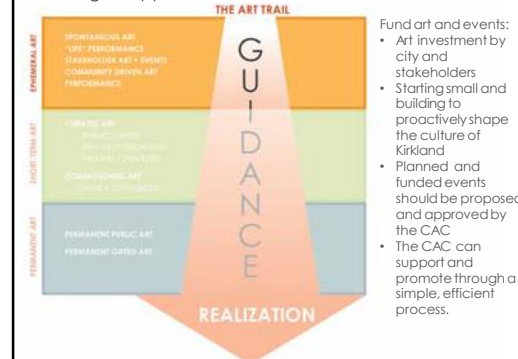 THE ART TRAIL
EPHEMERAL ART
SPONTANEOUS ART
"LIFE" PERFORMANCE
STAKEHOLDER ART + EVENTS
COMMUNITY DRIVEN ART
PERFORMANCE
SHORT TERM ART
CURATED ART
COMMISSIONED ART
PERMANENT ART
PERMANENT PUBLIC ART
PERMANENT GIFTED ART
GUIDANCE
REALIZATION
Fund art and events:
• Art investment by
city and
stakeholders
• Starting small and
building to
proactively shape
the culture of
Kirkland
• Planned and
funded events
should be proposed
and approved by
the CAC
• The CAC can
support and
promote through a
simple, efficient
process.